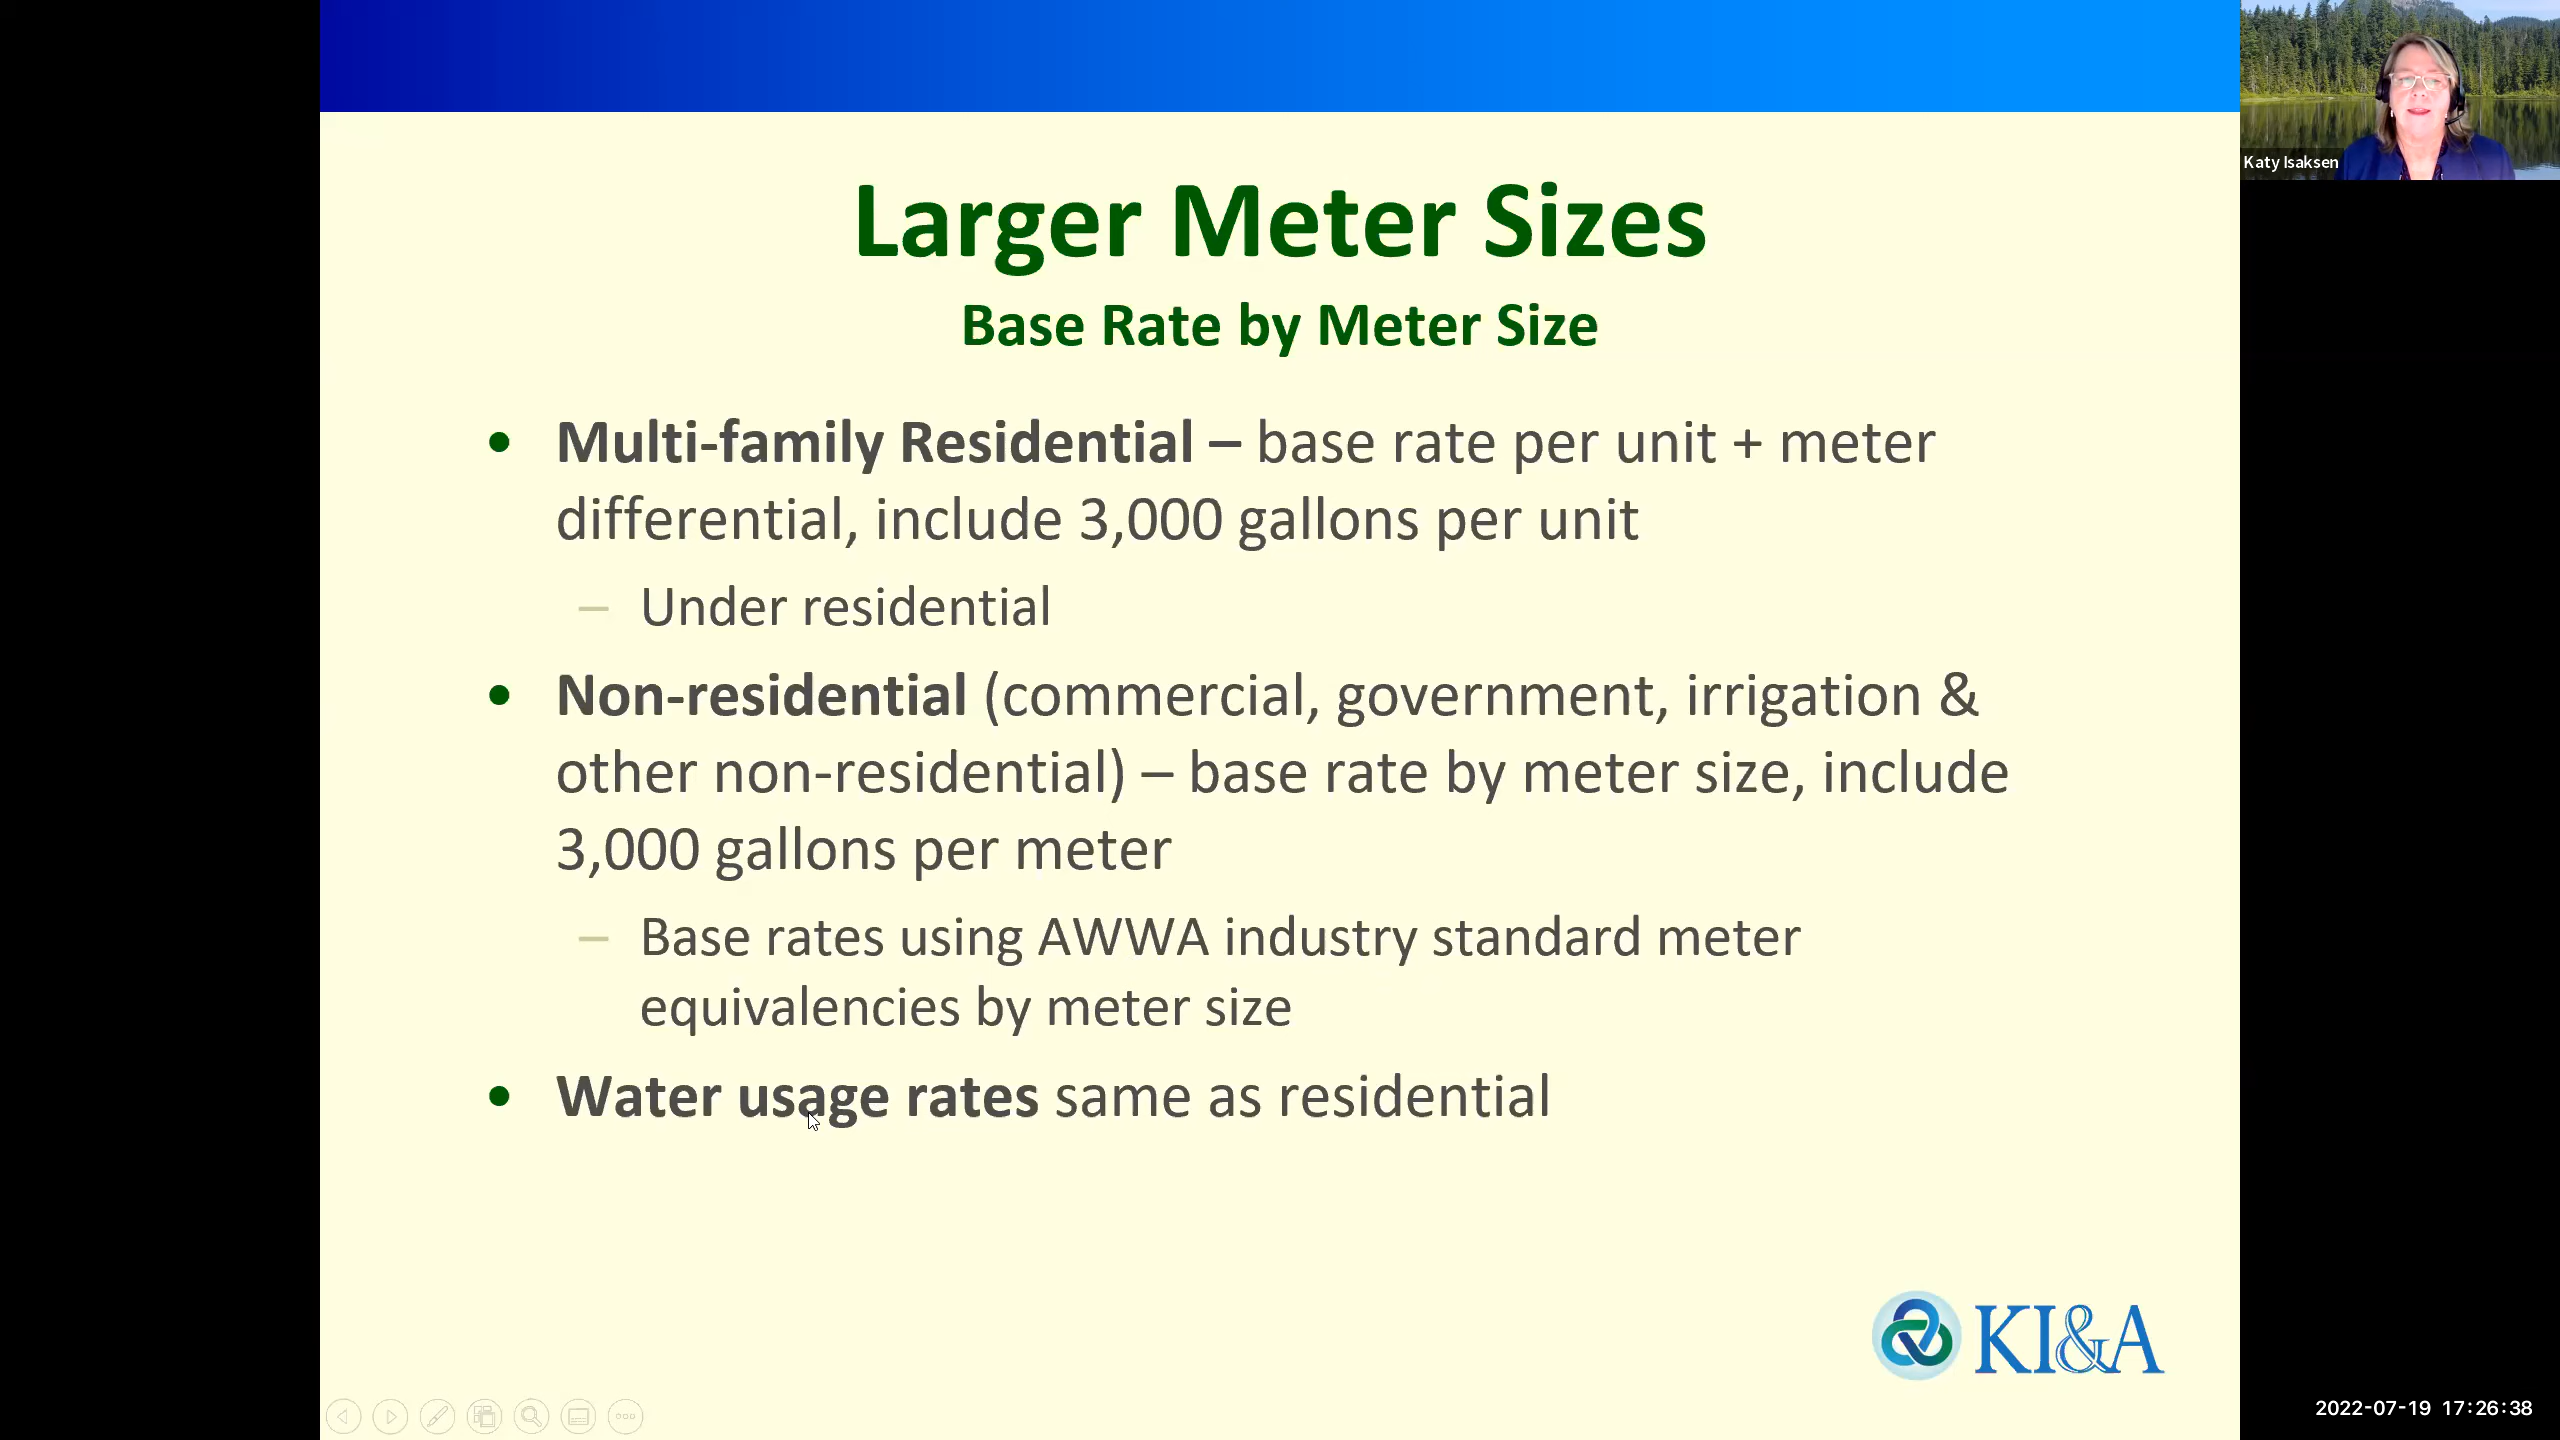 Larger Meter Sizes
Base Rate by Meter Size
• Multi-family Residential – base rate per unit + meter
differential, include 3,000 gallons per unit
– Under residential
• Non-residential (commercial, government, irrigation &
other non-residential) – base rate by meter size, include
3,000 gallons per meter
– Base rates using AWWA industry standard meter
equivalencies by meter size
• Water usage rates same as residential
KI&A
Katy Isaksen
2022-07-19 17:26:38